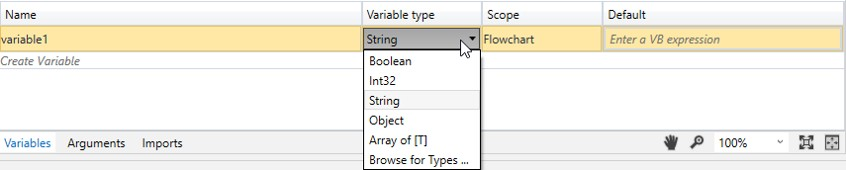 Name Variable type Scope Default
variable1 String Flowchart Enter a VB expression
Create Variable
Boolean
Int32
String
Object
Array of [T]
Browse for Types ...
Variables Arguments Imports 100%